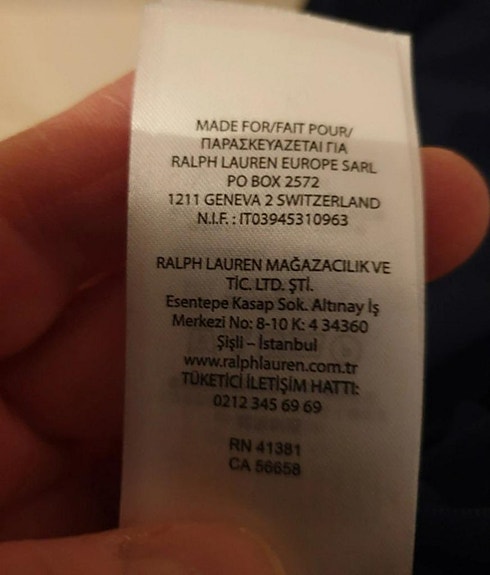 MADE FOR/FAIT POUR/
ΠΑΡΑΣΚΕΥΑΖΕΤΑΙ ΓΙΑ
RALPH LAUREN EUROPE SARL
PO BOX 2572
1211 GENEVA 2 SWITZERLAND
N.I.F. : IT03945310963
RALPH LAUREN MAĞAZACILIK VE
TİC. LTD. ŞTİ.
Esentepe Kasap Sok. Altınay İş
Merkezi No: 8-10 K: 4 34360
Şişli – İstanbul
www.ralphlauren.com.tr
TÜKETİCİ İLETİŞİM HATTI:
0212 345 69 69
RN 41381
CA 56658